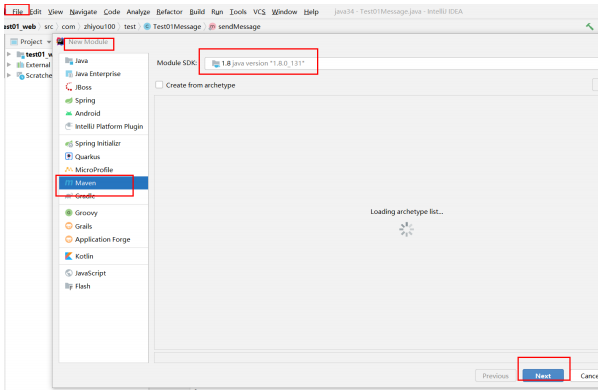 File Edit View Navigate Code Analyze Refactor Build Run Tools VCS Window Help java34 - Test01Message.java - IntelliJ IDEA
est01_web src com zhiyou100 test Test01Message sendMessage
Project
New Module
test01_w
External
Scratche
Java
Java Enterprise
JBoss
Spring
Android
IntelliJ Platform Plugin
Spring Initializr
Quarkus
MicroProfile
Maven
Gradle
Groovy
Grails
Application Forge
Kotlin
JavaScript
Flash
Module SDK: 1.8 java version "1.8.0_131"
Create from archetype
Loading archetype list...
Previous Next Cance